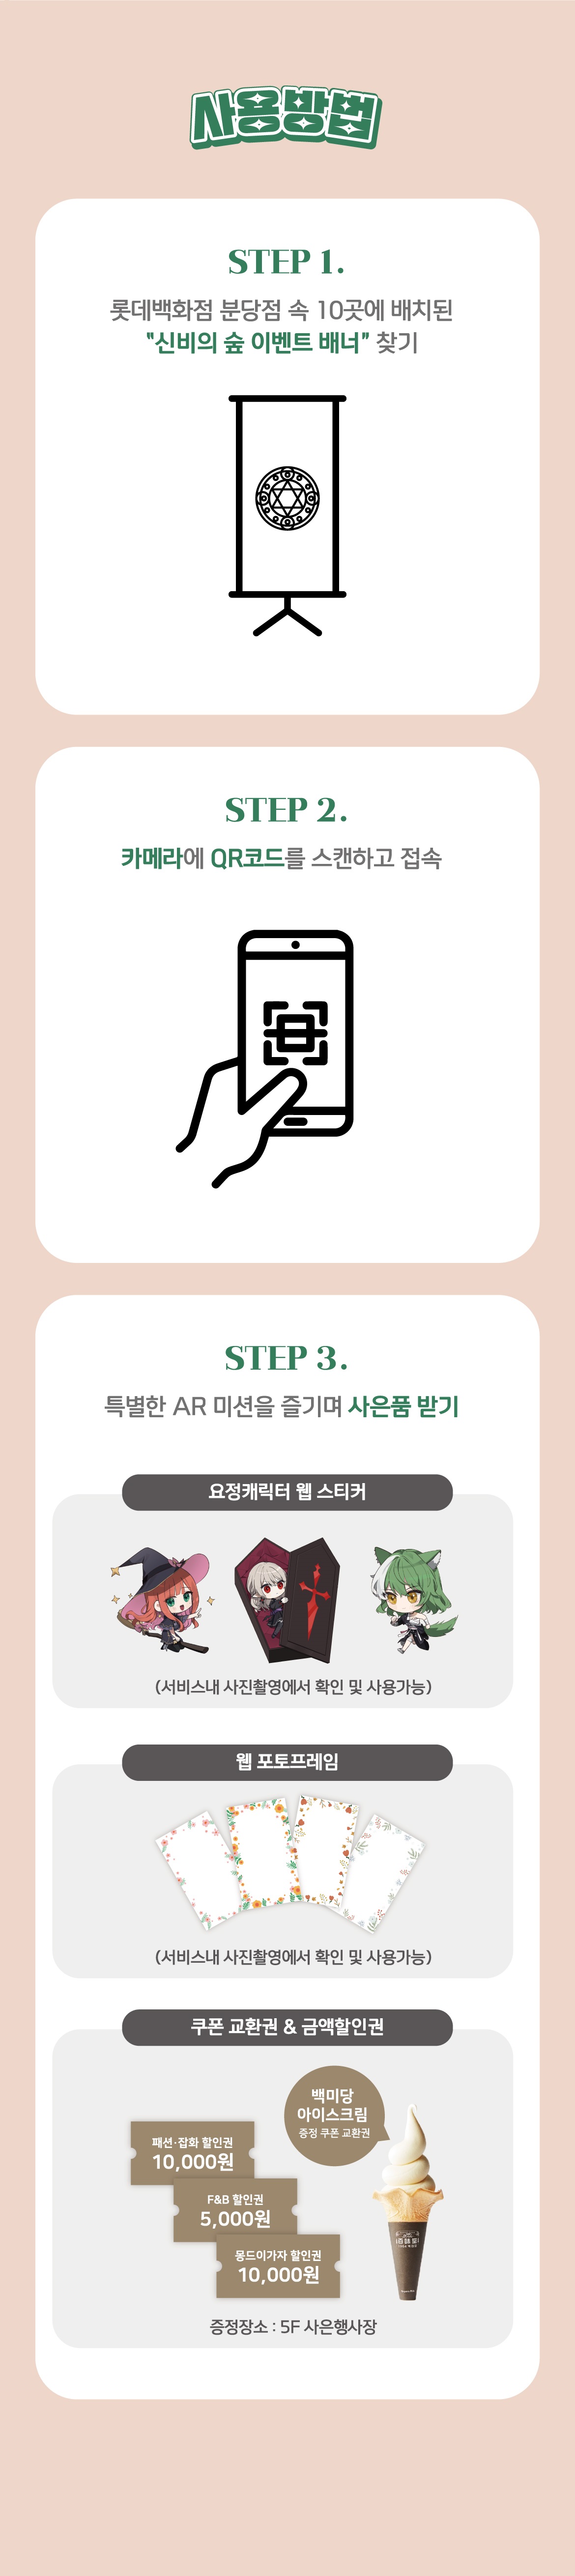 사용방법
STEP 1.
롯데백화점 분당점 속 10곳에 배치된
"신비의 숲 이벤트 배너" 찾기
STEP 2.
카메라에 QR코드를 스캔하고 접속
STEP 3.
특별한 AR 미션을 즐기며 사은품 받기
요정캐릭터 웹 스티커
(서비스내 사진촬영에서 확인 및 사용가능)
웹 포토프레임
(서비스내 사진촬영에서 확인 및 사용가능)
쿠폰 교환권 & 금액할인권
백미당
아이스크림
증정 쿠폰 교환권
패션·잡화 할인권
10,000원
F&B 할인권
5,000원
몽드이가자 할인권
10,000원
증정장소 : 5F 사은행사장